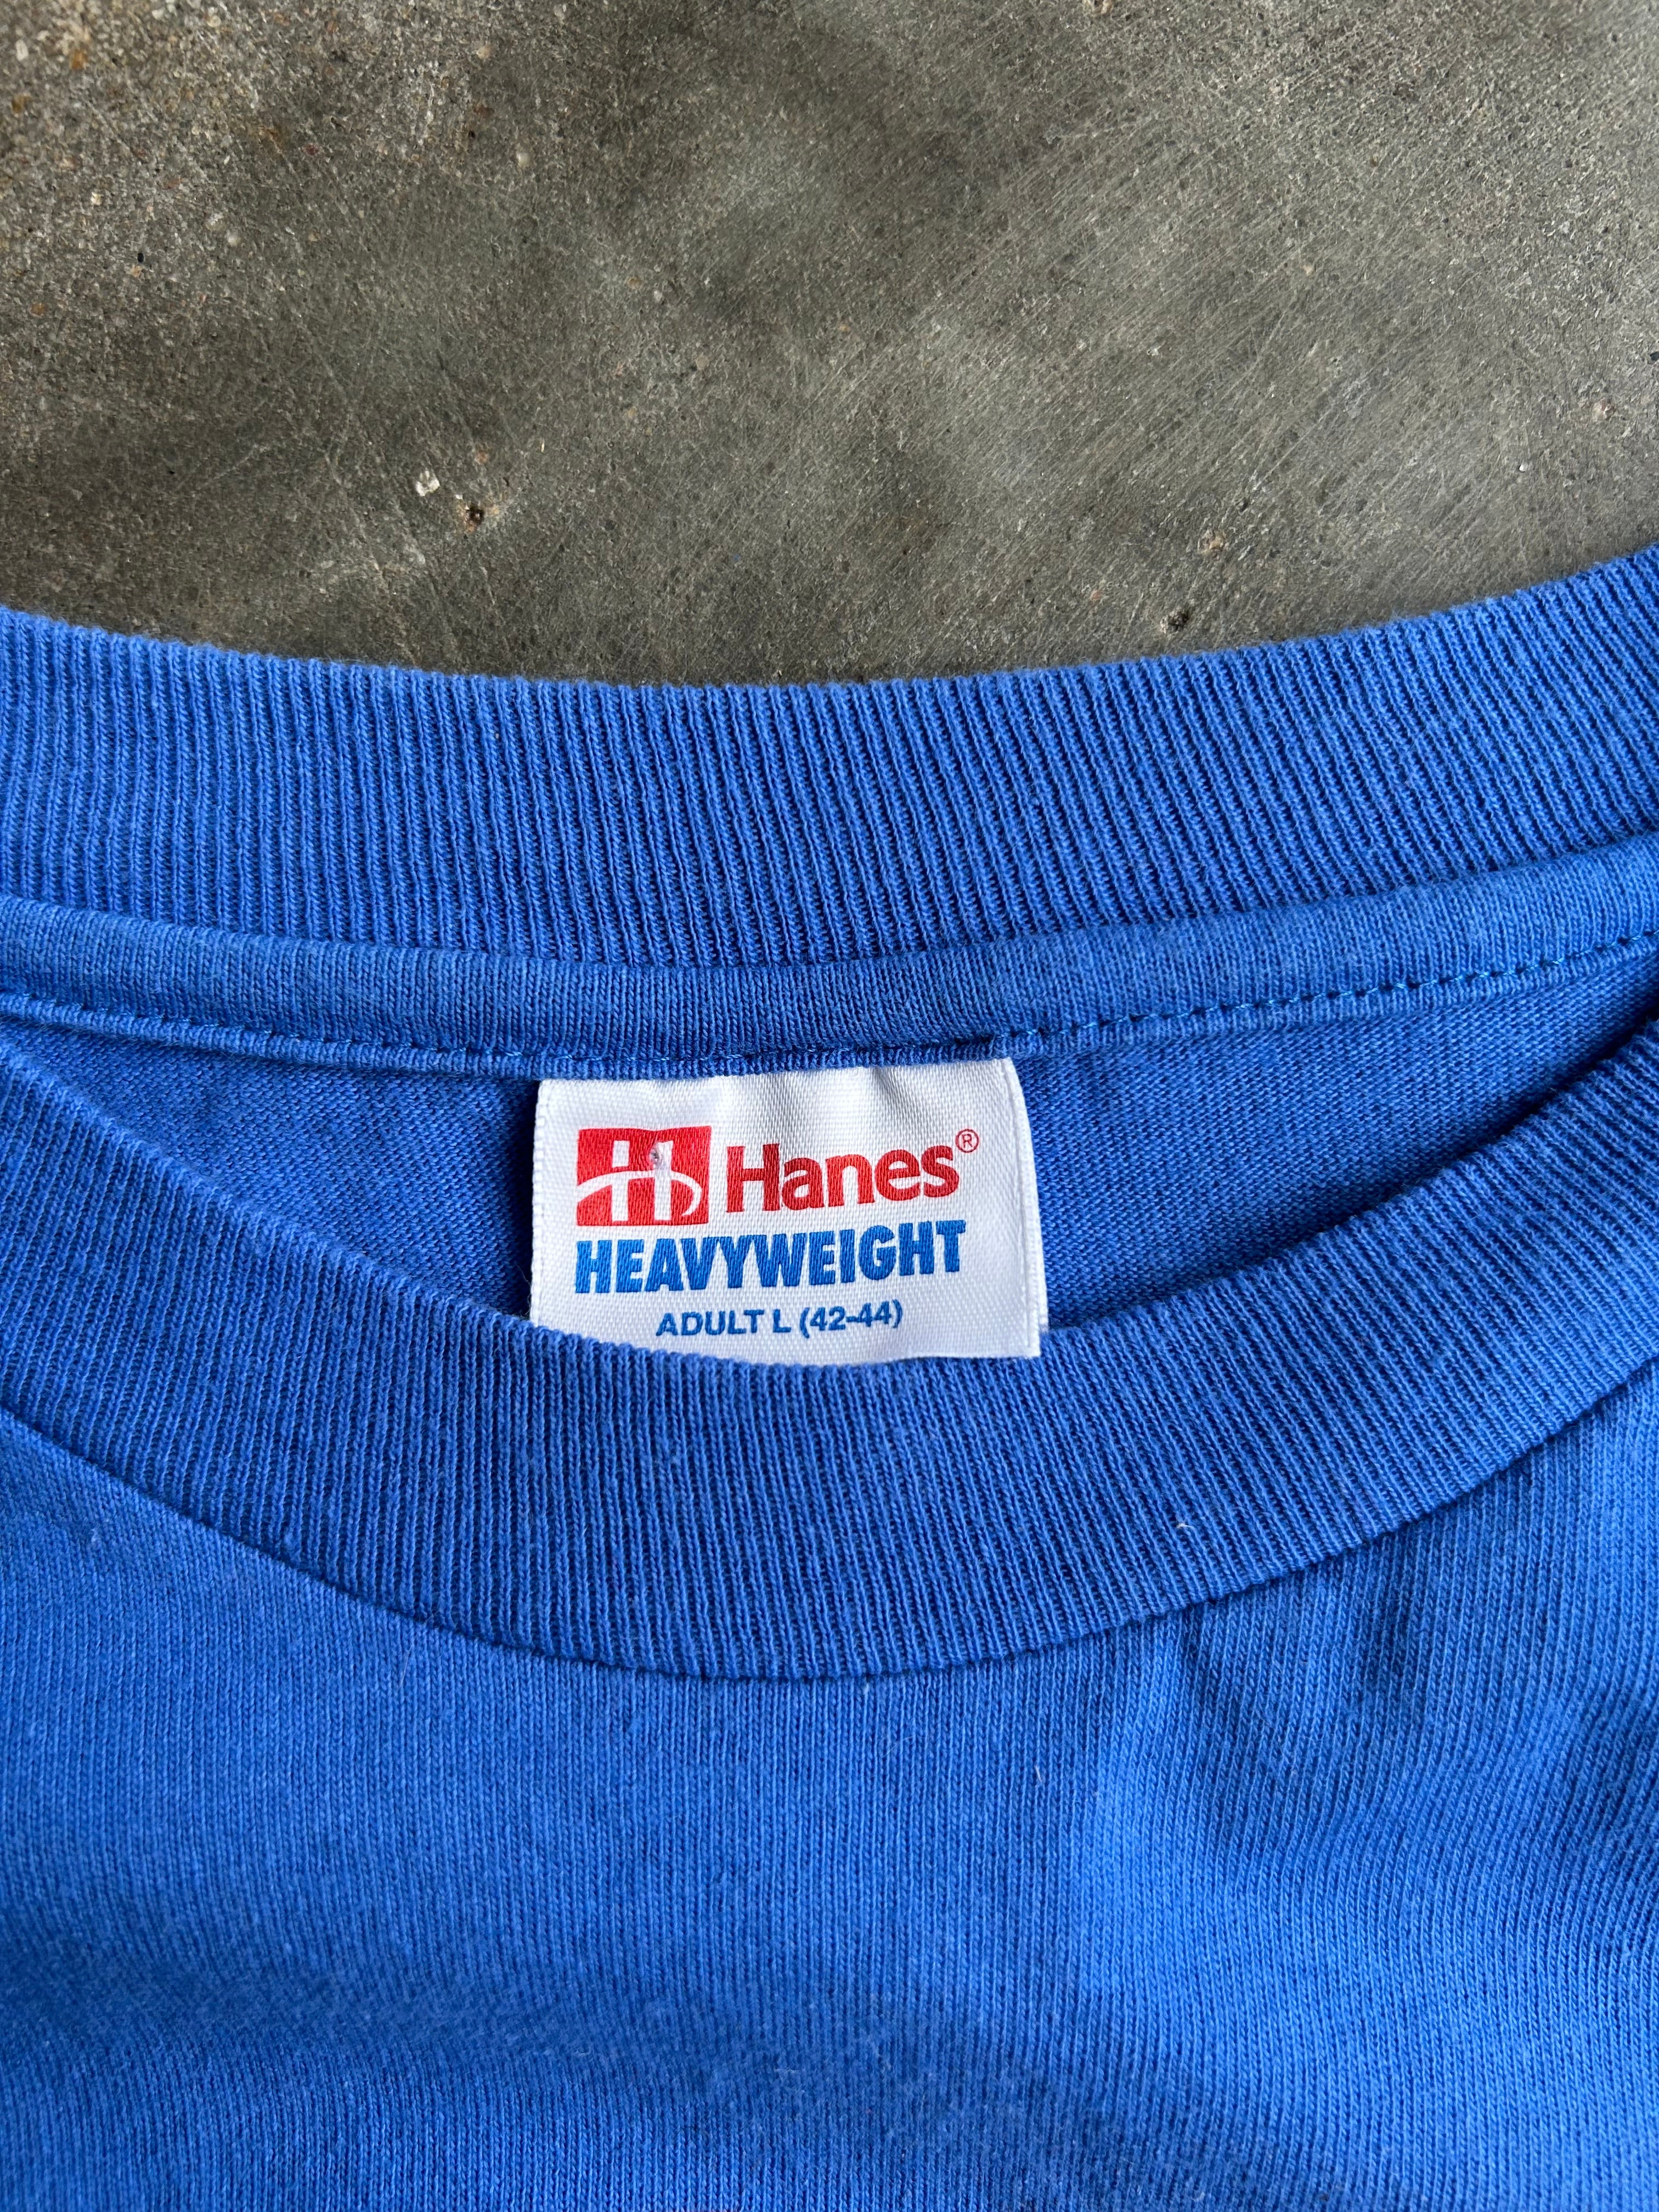 H Hanes®
HEAVYWEIGHT
ADULT L (42-44)